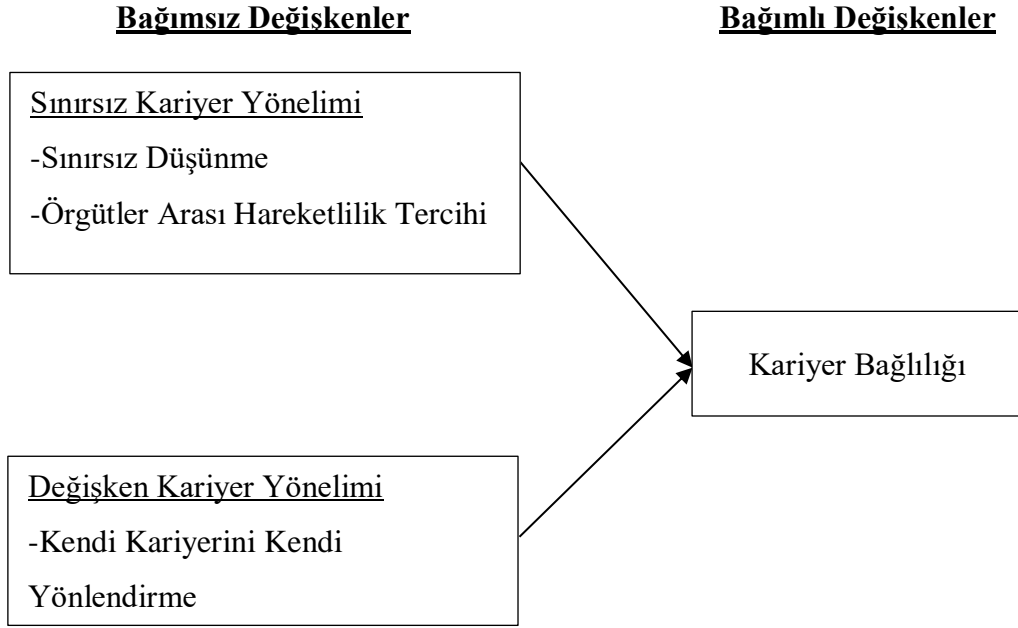 Bağımsız Değişkenler
Bağımlı Değişkenler
Sınırsız Kariyer Yönelimi
-Sınırsız Düşünme
-Örgütler Arası Hareketlilik Tercihi
Kariyer Bağlılığı
Değişken Kariyer Yönelimi
-Kendi Kariyerini Kendi
Yönlendirme